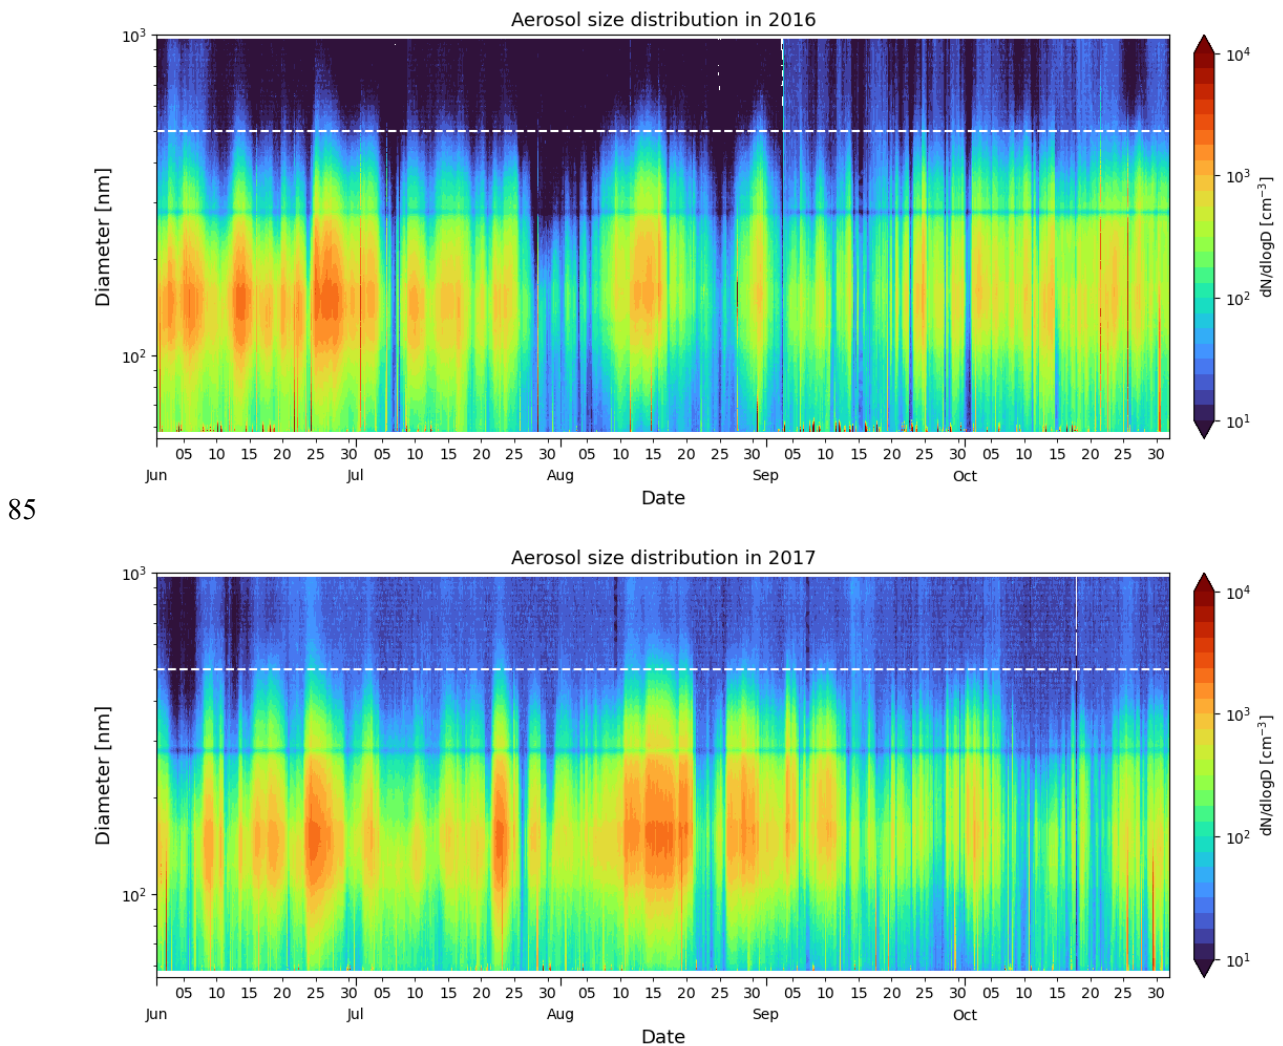 Aerosol size distribution in 2016
10³
10²
Diameter [nm]
05 10 15 20 25 30 05 10 15 20 25 30 05 10 15 20 25 30 05 10 15 20 25 30 05 10 15 20 25 30
Jun Jul Aug Sep Oct
Date
10⁴
10³
10²
10¹
dN/dlogD [cm⁻³]
85
Aerosol size distribution in 2017
10³
10²
Diameter [nm]
05 10 15 20 25 30 05 10 15 20 25 30 05 10 15 20 25 30 05 10 15 20 25 30 05 10 15 20 25 30
Jun Jul Aug Sep Oct
Date
10⁴
10³
10²
10¹
dN/dlogD [cm⁻³]